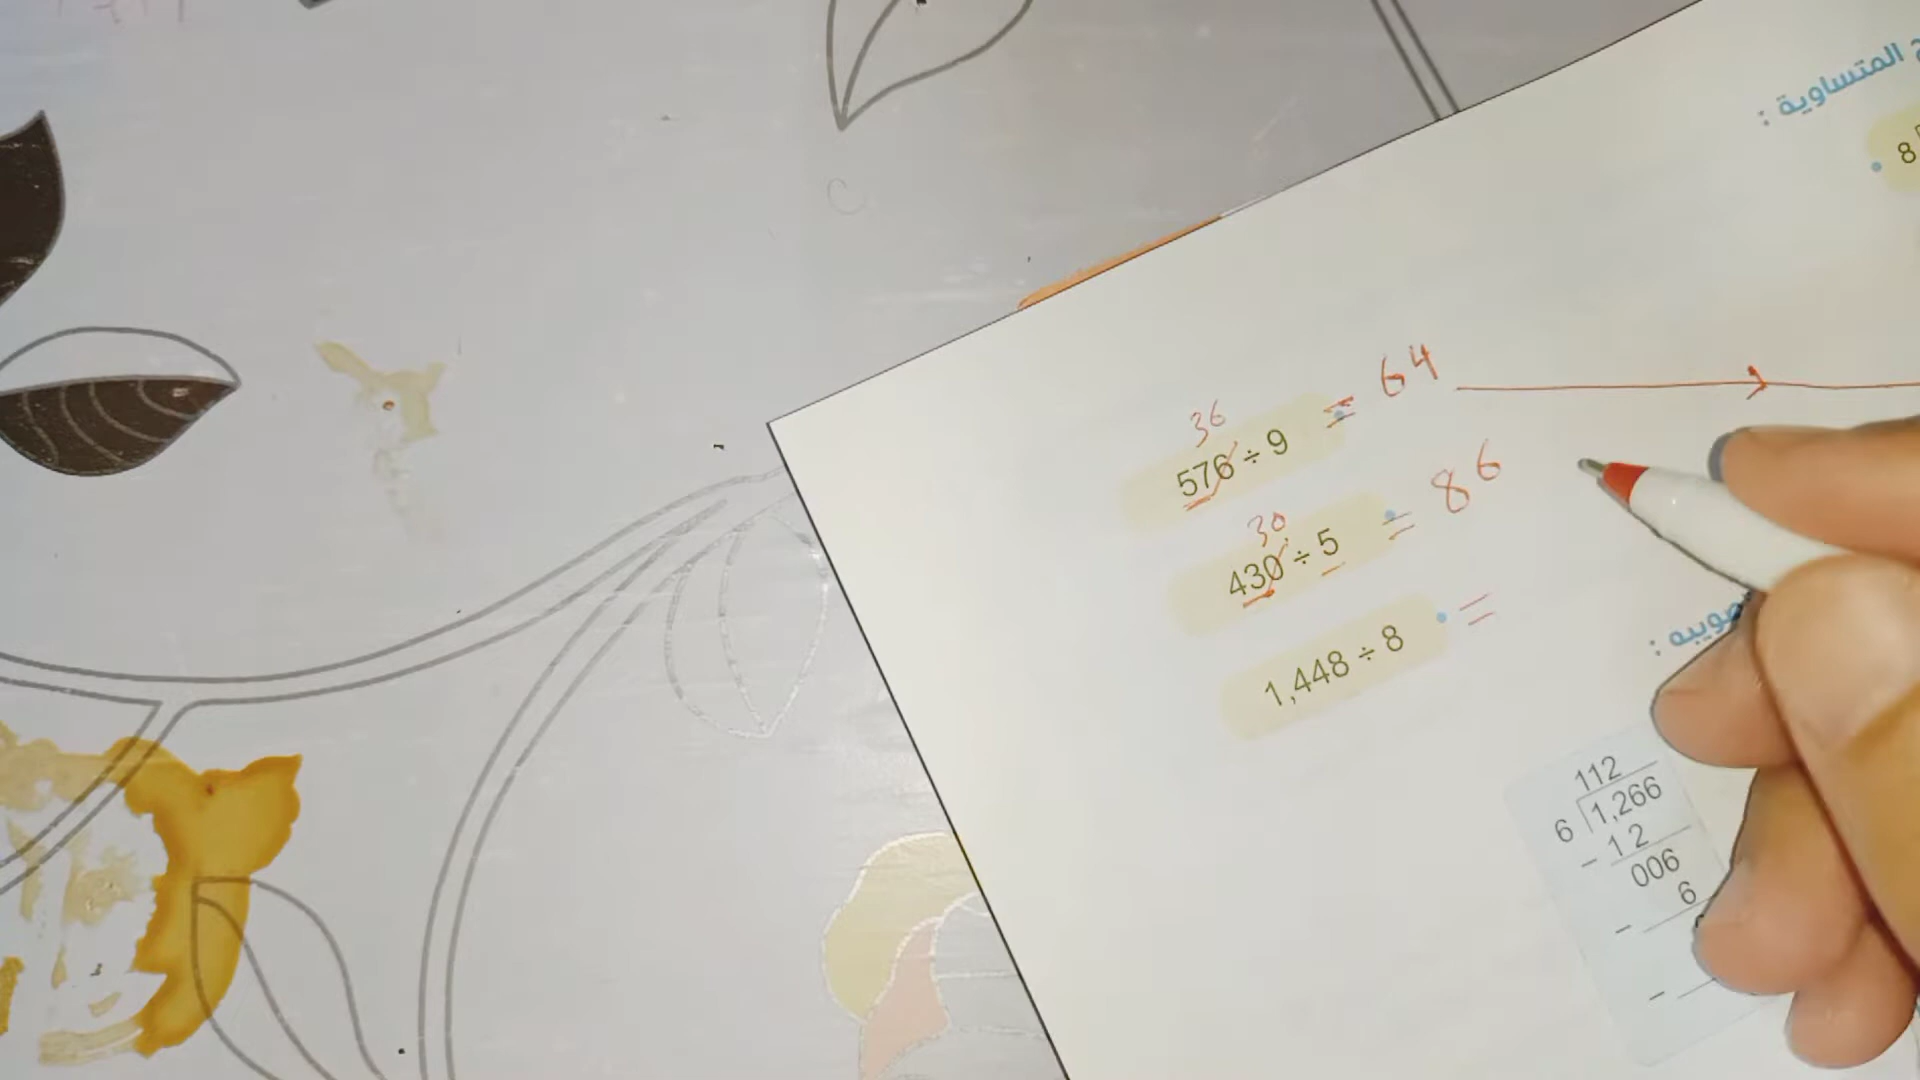 المتساوية :
8
36
576 ÷ 9 = 64
30
430 ÷ 5 = 86
1,448 ÷ 8 =
:
112
6 1,266
- 12
006
- 6
-